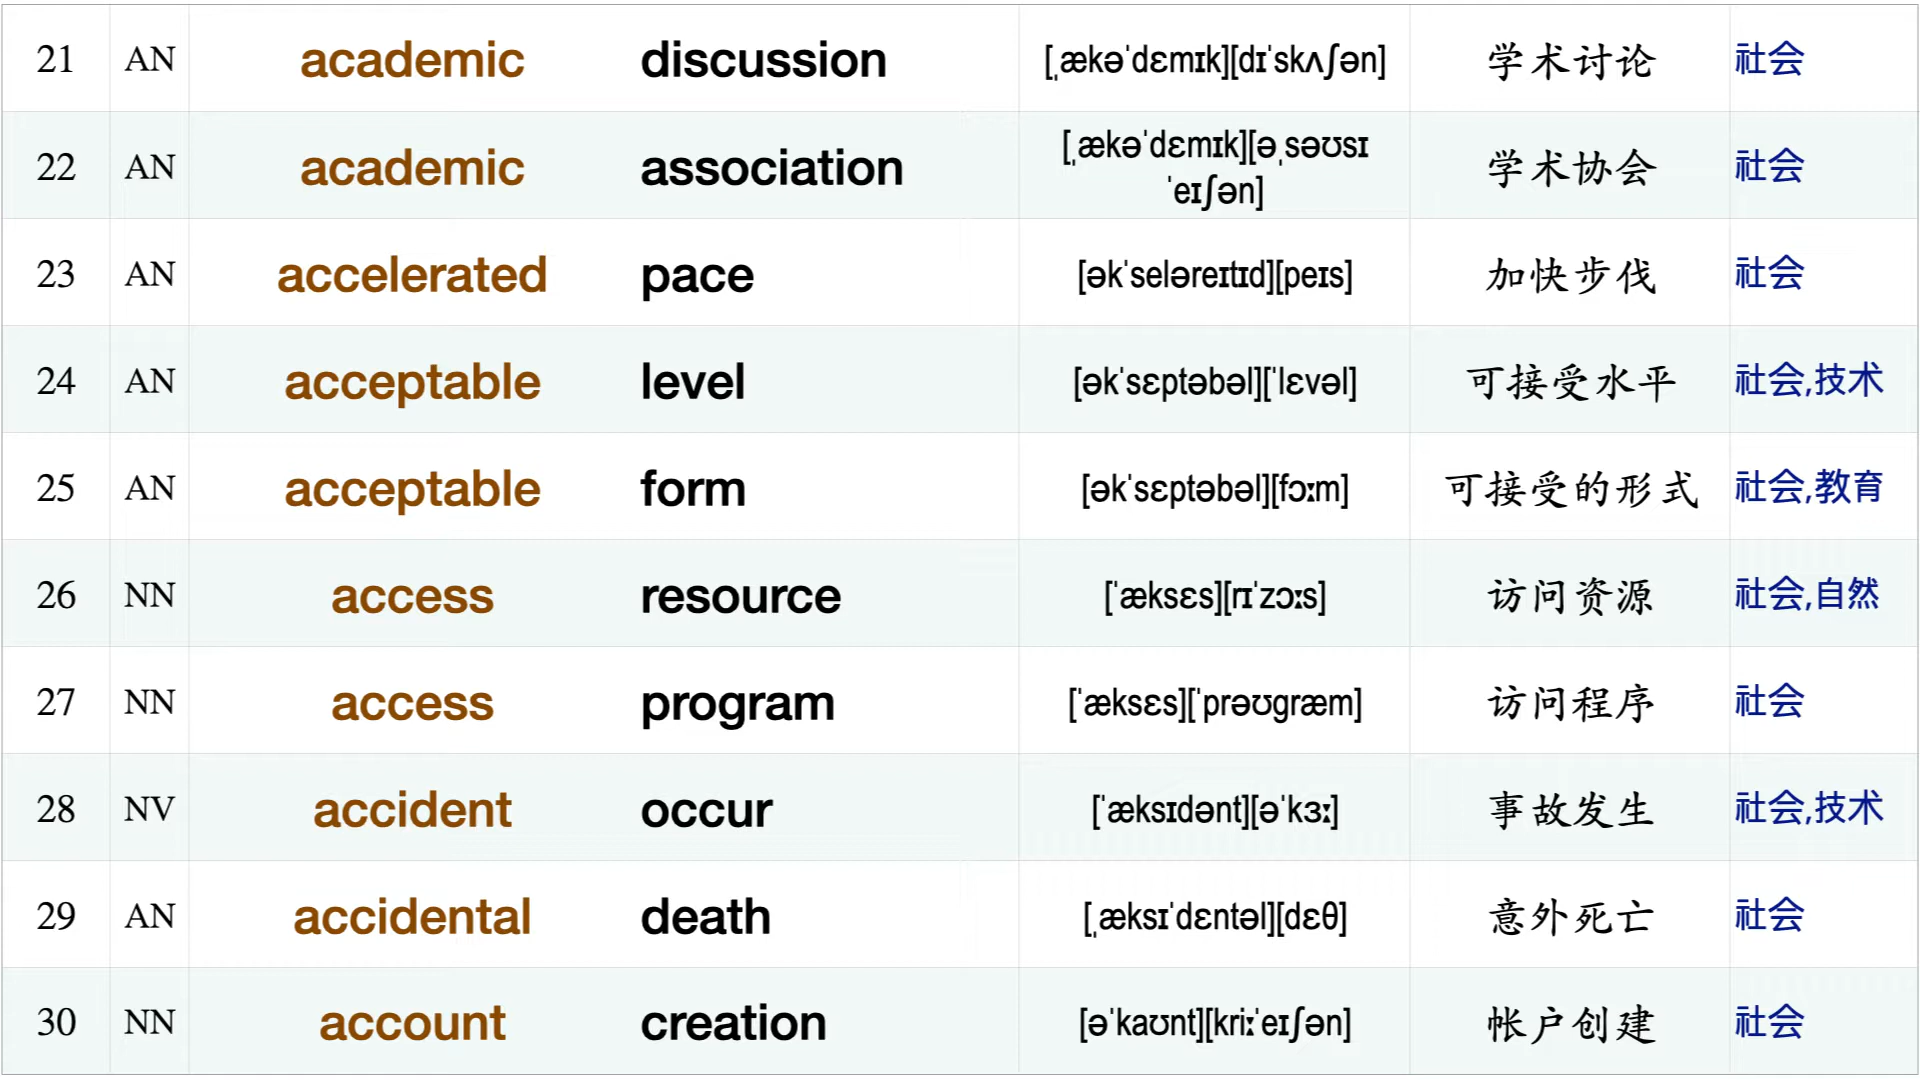 21 AN academic discussion [ˌækəˈdɛmɪk][dɪˈskʌʃən] 学术讨论 社会
22 AN academic association [ˌækəˈdɛmɪk][əˌsəʊsɪ
ˈeɪʃən] 学术协会 社会
23 AN accelerated pace [əkˈseləreɪtɪd][peɪs] 加快步伐 社会
24 AN acceptable level [əkˈsɛptəbəl][ˈlɛvəl] 可接受水平 社会,技术
25 AN acceptable form [əkˈsɛptəbəl][fɔːm] 可接受的形式 社会,教育
26 NN access resource [ˈæksɛs][rɪˈzɔːs] 访问资源 社会,自然
27 NN access program [ˈæksɛs][ˈprəʊgræm] 访问程序 社会
28 NV accident occur [ˈæksɪdənt][əˈkɜː] 事故发生 社会,技术
29 AN accidental death [ˌæksɪˈdɛntəl][dɛθ] 意外死亡 社会
30 NN account creation [əˈkaʊnt][kriːˈeɪʃən] 帐户创建 社会